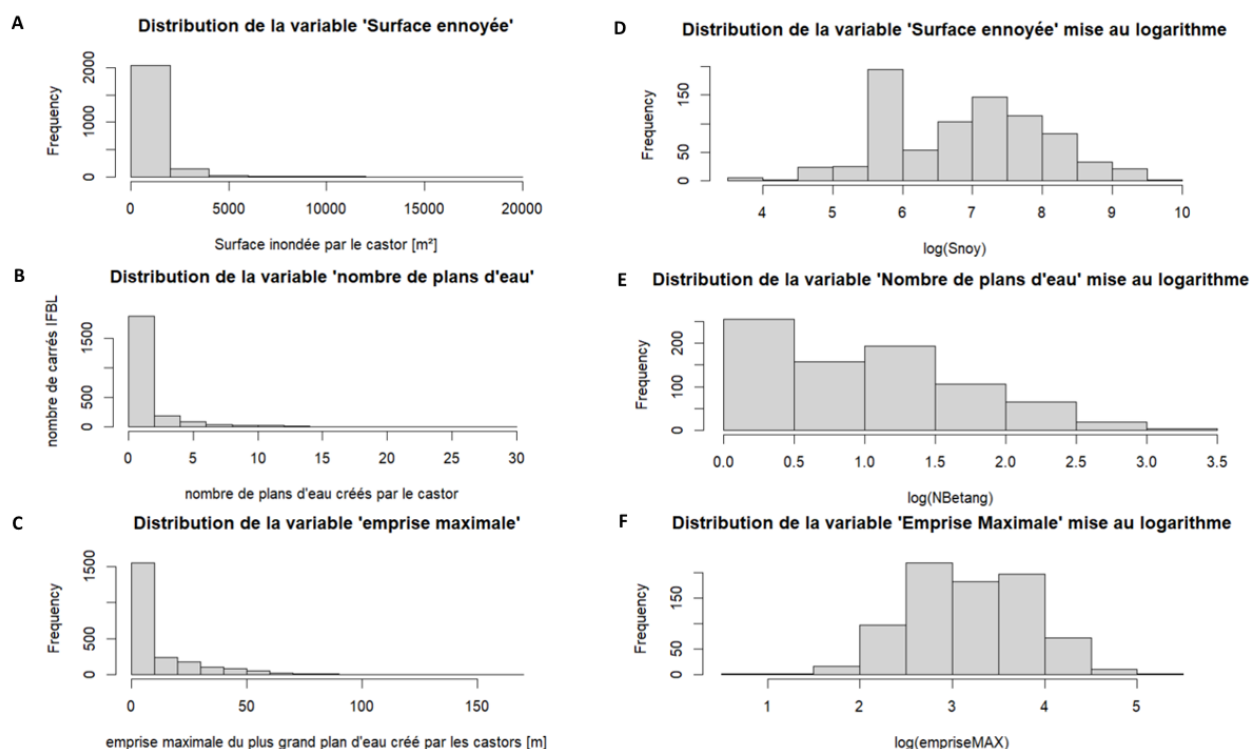 A
Distribution de la variable 'Surface ennoyée'
Frequency
0 1000 2000
0 5000 10000 15000 20000
Surface inondée par le castor [m²]
B
Distribution de la variable 'nombre de plans d'eau'
nombre de carrés IFBL
0 500 1500
0 5 10 15 20 25 30
nombre de plans d'eau créés par le castor
C
Distribution de la variable 'emprise maximale'
Frequency
0 500 1500
0 50 100 150
emprise maximale du plus grand plan d'eau créé par les castors [m]
D
Distribution de la variable 'Surface ennoyée' mise au logarithme
Frequency
0 50 150
4 5 6 7 8 9 10
log(Snoy)
E
Distribution de la variable 'Nombre de plans d'eau' mise au logarithme
Frequency
0 100 200
0.0 0.5 1.0 1.5 2.0 2.5 3.0 3.5
log(NBetang)
F
Distribution de la variable 'Emprise Maximale' mise au logarithme
Frequency
0 50 150
1 2 3 4 5
log(empriseMAX)